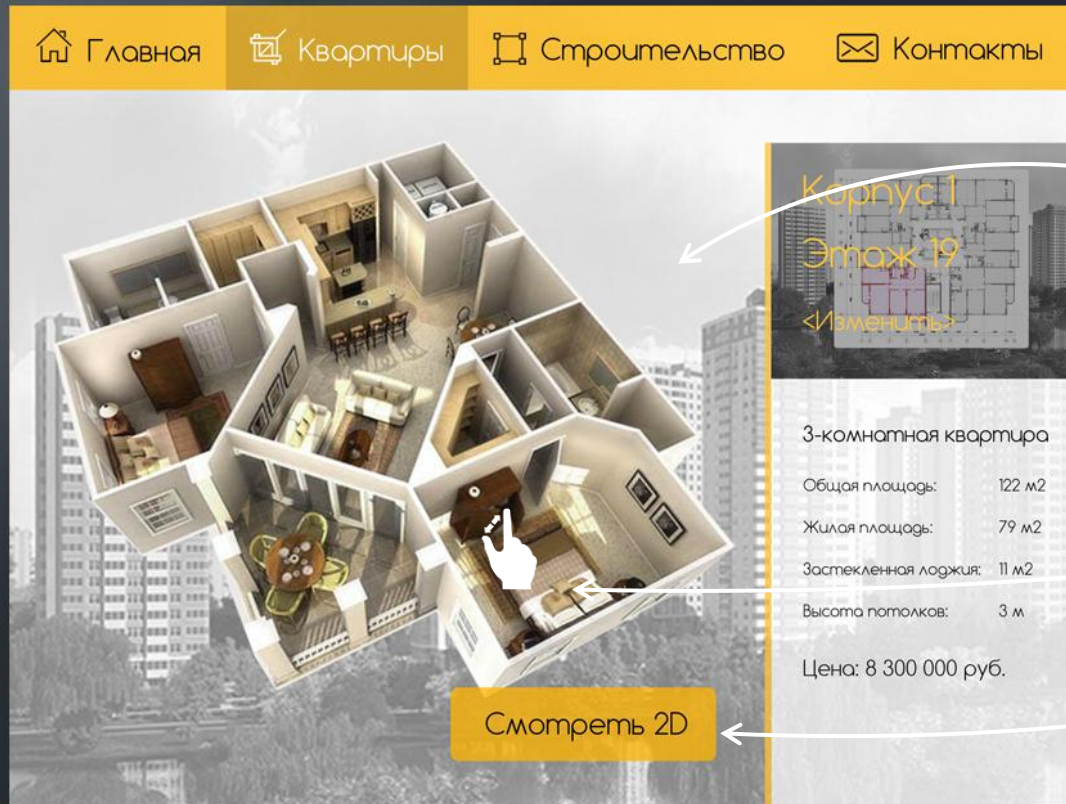 Главная Квартиры Строительство Контакты
Корпус 1
Этаж 19
<Изменить>
3-комнатная квартира
Общая площадь: 122 м2
Жилая площадь: 79 м2
Застекленная лоджия: 11 м2
Высота потолков: 3 м
Цена: 8 300 000 руб.
Смотреть 2D